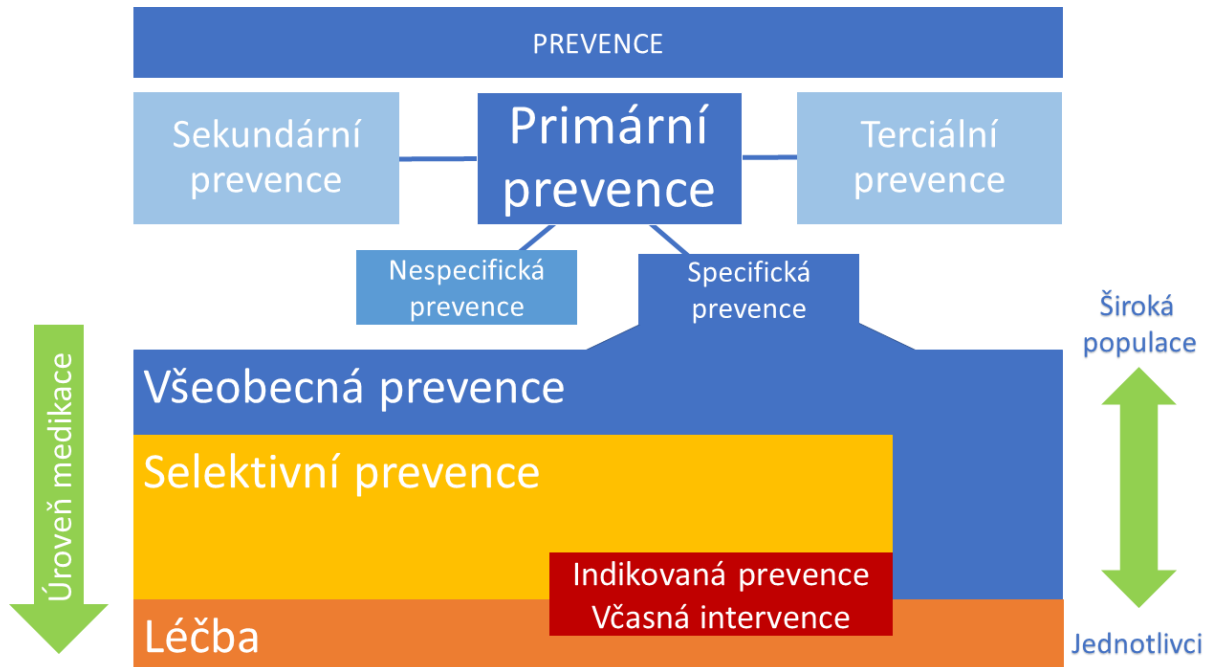 PREVENCE
Sekundární
prevence
Primární
prevence
Terciální
prevence
Nespecifická
prevence
Specifická
prevence
Široká
populace
Úroveň medikace
Všeobecná prevence
Selektivní prevence
Indikovaná prevence
Včasná intervence
Léčba
Jednotlivci